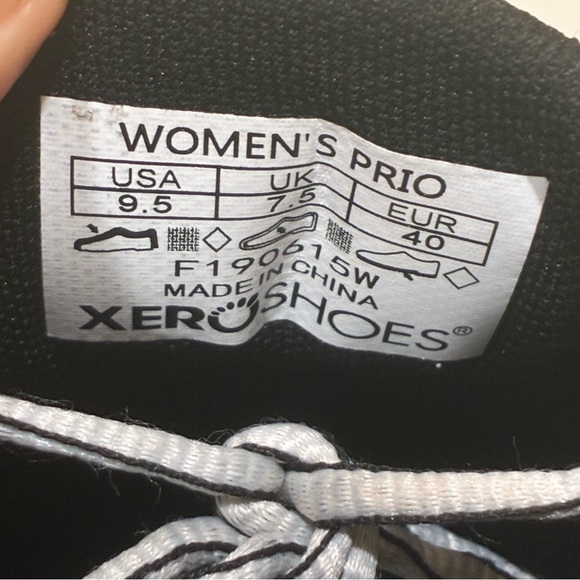 WOMEN'S PRIO
USA UK EUR
9.5 7.5 40
F190615W
MADE IN CHINA
XEROSHOES®